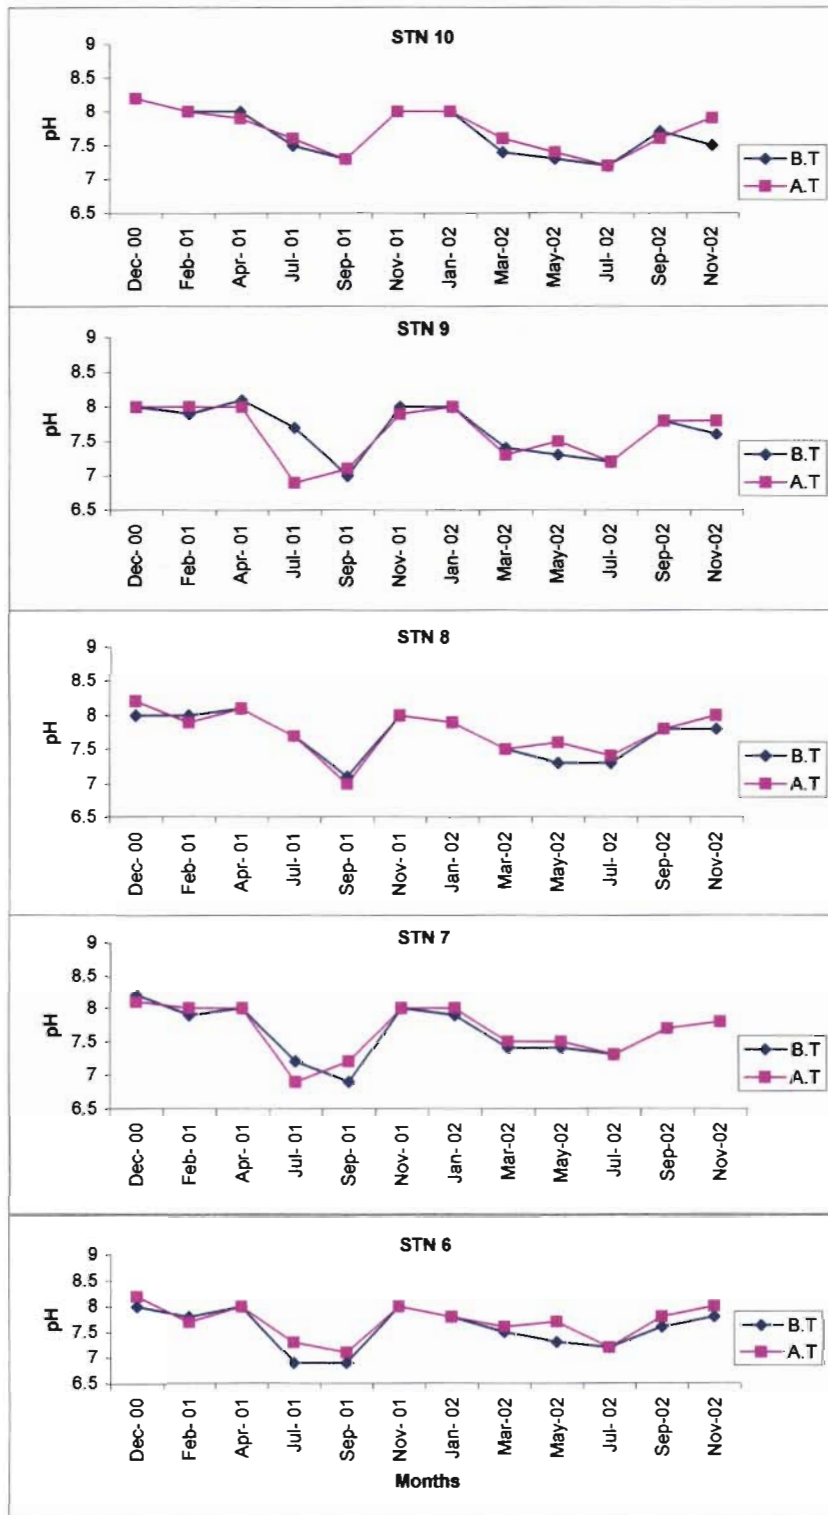 STN 10
9
8.5
8
7.5
7
6.5
pH
B.T
A.T
Dec- 00
Feb- 01
Apr- 01
Jul- 01
Sep- 01
Nov- 01
Jan- 02
Mar-02
May-02
Jul- 02
Sep-02
Nov-02
STN 9
9
8.5
8
7.5
7
6.5
pH
B.T
A.T
Dec- 00
Feb- 01
Apr- 01
Jul- 01
Sep- 01
Nov- 01
Jan- 02
Mar-02
May-02
Jul- 02
Sep-02
Nov-02
STN 8
9
8.5
8
7.5
7
6.5
pH
B.T
A.T
Dec- 00
Feb- 01
Apr- 01
Jul- 01
Sep- 01
Nov- 01
Jan- 02
Mar-02
May-02
Jul- 02
Sep-02
Nov-02
STN 7
9
8.5
8
7.5
7
6.5
pH
B.T
A.T
Dec- 00
Feb- 01
Apr- 01
Jul- 01
Sep- 01
Nov- 01
Jan- 02
Mar-02
May-02
Jul- 02
Sep-02
Nov-02
STN 6
9
8.5
8
7.5
7
6.5
pH
B.T
A.T
Dec- 00
Feb- 01
Apr- 01
Jul- 01
Sep- 01
Nov- 01
Jan- 02
Mar-02
May-02
Jul- 02
Sep-02
Nov-02
Months